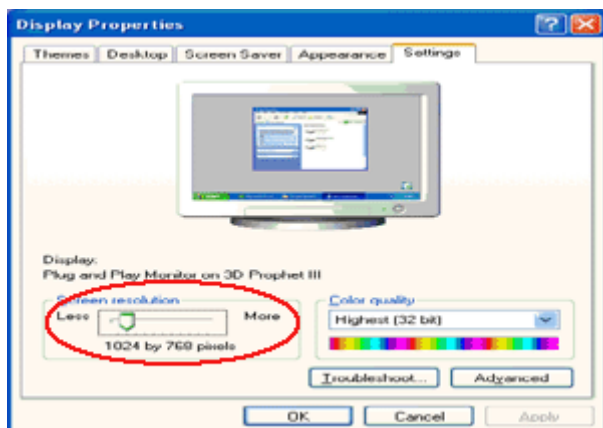 Display Properties
Themes Desktop Screen Saver Appearance Settings
Display:
Plug and Play Monitor on 3D Prophet III
Screen resolution
Less More
1024 by 768 pixels
Color quality
Highest (32 bit)
Troubleshoot... Advanced
OK Cancel Apply